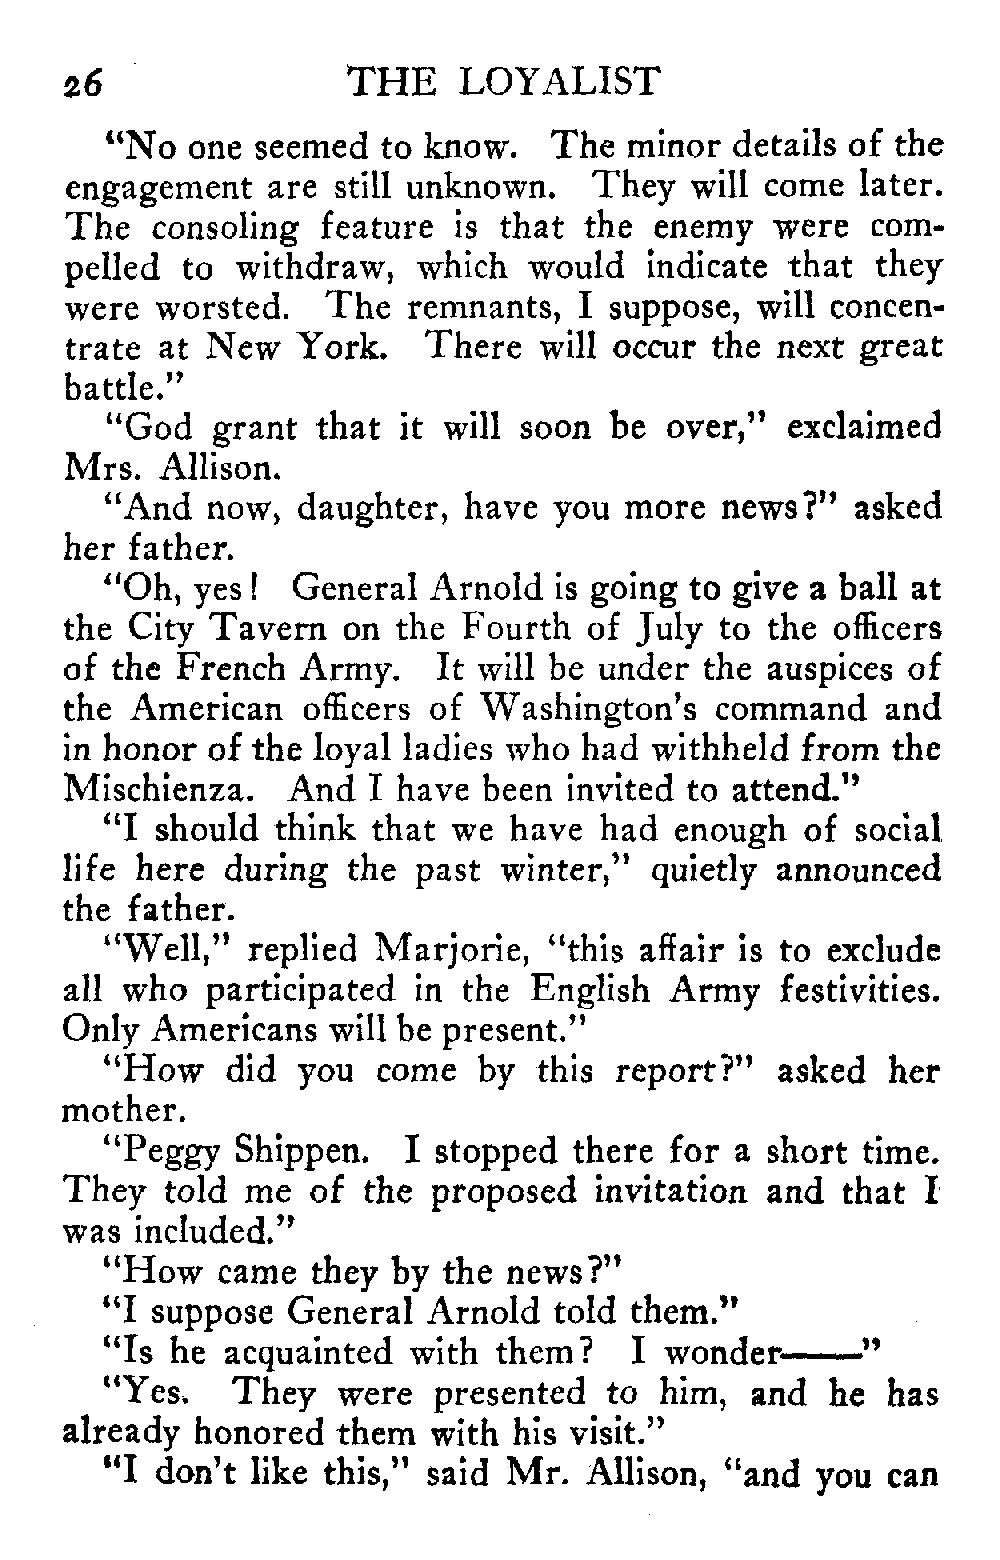 26 THE LOYALIST
"No one seemed to know. The minor details of the
engagement are still unknown. They will come later.
The consoling feature is that the enemy were com-
pelled to withdraw, which would indicate that they
were worsted. The remnants, I suppose, will concen-
trate at New York. There will occur the next great
battle."
"God grant that it will soon be over," exclaimed
Mrs. Allison.
"And now, daughter, have you more news?" asked
her father.
"Oh, yes! General Arnold is going to give a ball at
the City Tavern on the Fourth of July to the officers
of the French Army. It will be under the auspices of
the American officers of Washington's command and
in honor of the loyal ladies who had withheld from the
Mischienza. And I have been invited to attend."
"I should think that we have had enough of social
life here during the past winter," quietly announced
the father.
"Well," replied Marjorie, "this affair is to exclude
all who participated in the English Army festivities.
Only Americans will be present."
"How did you come by this report?" asked her
mother.
"Peggy Shippen. I stopped there for a short time.
They told me of the proposed invitation and that I
was included."
"How came they by the news?"
"I suppose General Arnold told them."
"Is he acquainted with them? I wonder——"
"Yes. They were presented to him, and he has
already honored them with his visit."
"I don't like this," said Mr. Allison, "and you can